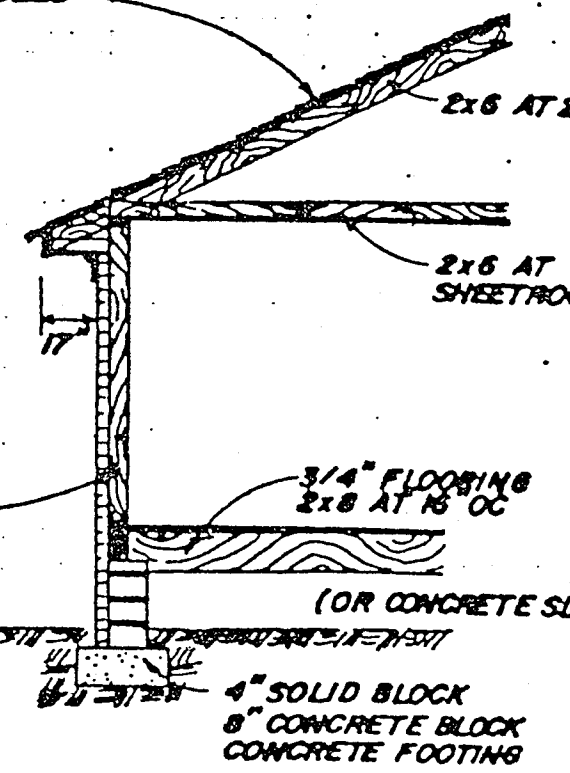 2x6 AT
2x6 AT
SHEETROC
17"
3/4" FLOORING
2x8 AT 16" OC
(OR CONCRETE SL
4" SOLID BLOCK
8" CONCRETE BLOCK
CONCRETE FOOTING